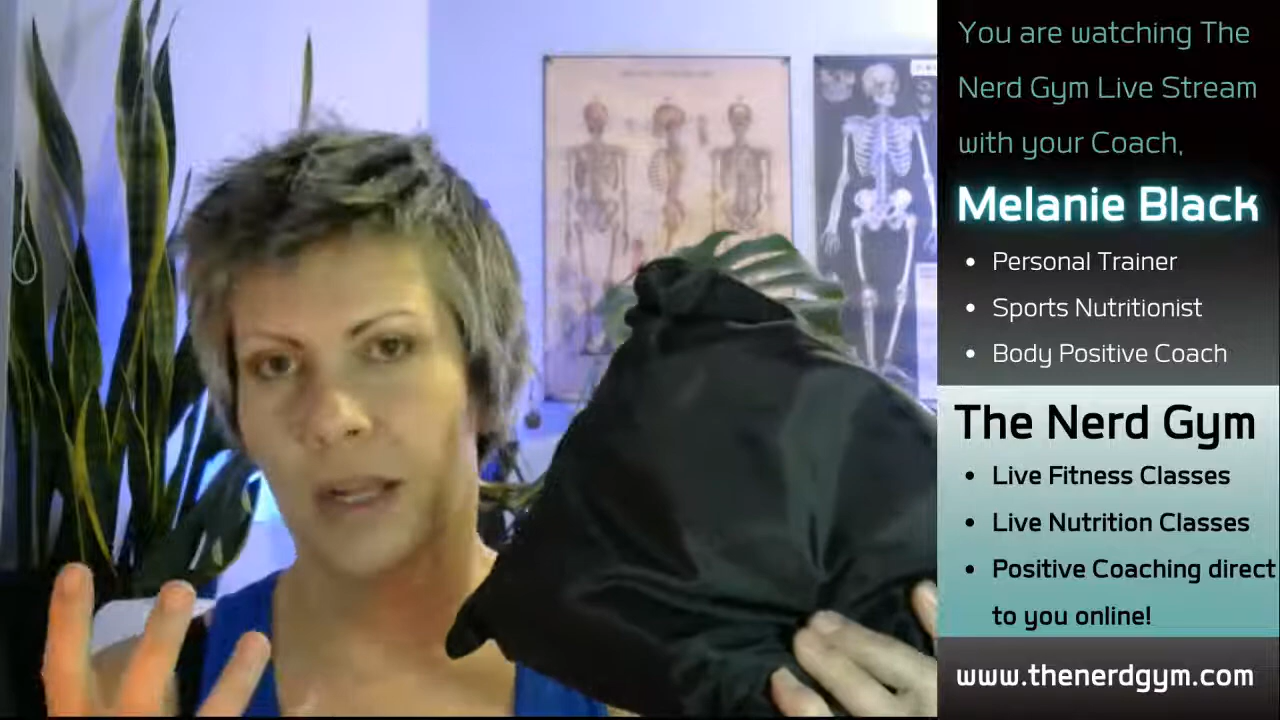 You are watching The
Nerd Gym Live Stream
with your Coach,
Melanie Black
• Personal Trainer
• Sports Nutritionist
• Body Positive Coach
The Nerd Gym
• Live Fitness Classes
• Live Nutrition Classes
• Positive Coaching direct
to you online!
www.thenerdgym.com